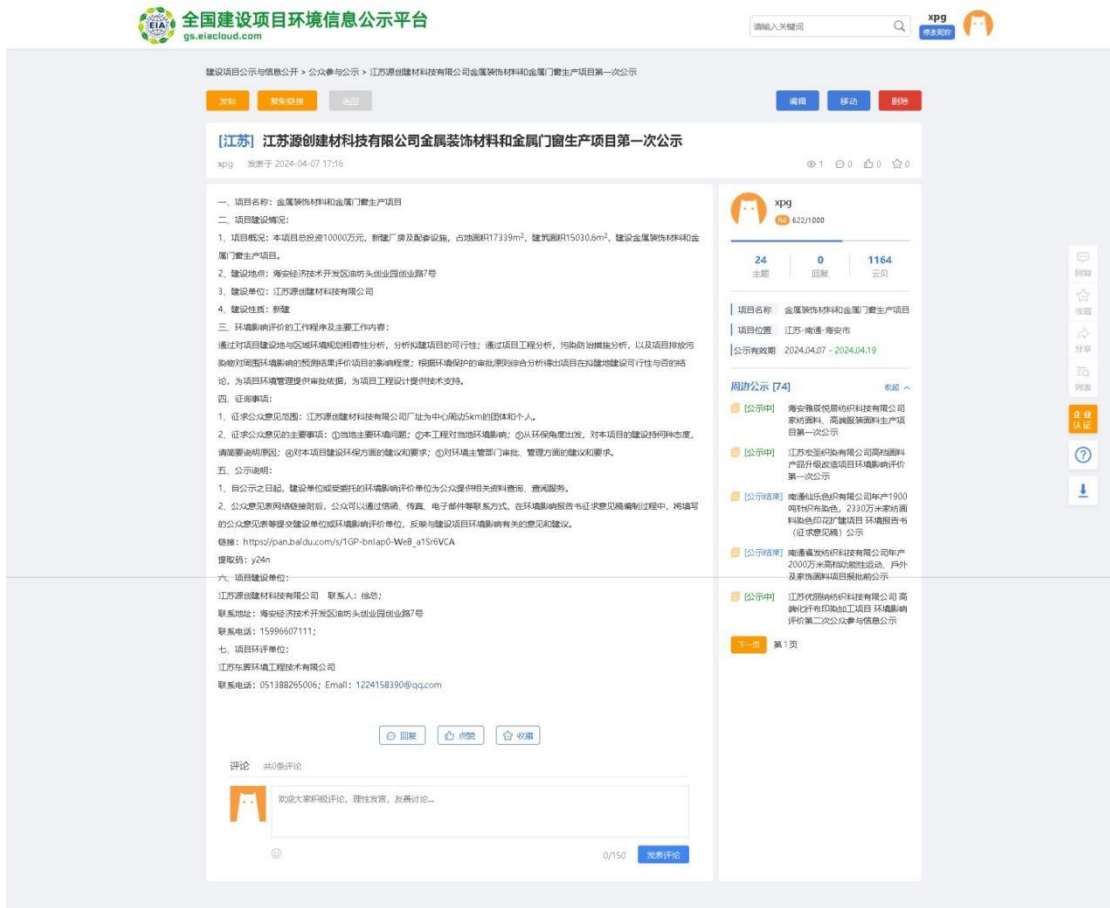 全国建设项目环境信息公示平台
gs.eiacloud.com
EIA
请输入关键词
xpg
修改昵称
建设项目公示与信息公开 > 公众参与公示 > 江苏源创建材科技有限公司金属装饰材料和金属门窗生产项目第一次公示
发帖 复制链接 返回 编辑 移动 删除
[江苏] 江苏源创建材科技有限公司金属装饰材料和金属门窗生产项目第一次公示
xpg 发表于 2024-04-07 17:16
1 0 0 0
一、项目名称：金属装饰材料和金属门窗生产项目
二、项目建设情况：
1、项目概况：本项目总投资10000万元，新建厂房及配套设施，占地面积17339m²，建筑面积15030.6m²，建设金属装饰材料和金
属门窗生产项目。
2、建设地点：海安经济技术开发区油坊头创业园创业路7号
3、建设单位：江苏源创建材科技有限公司
4、建设性质：新建
三、环境影响评价的工作程序及主要工作内容：
通过对项目建设地与区域环境规划相容性分析，分析拟建项目的可行性；通过项目工程分析，污染防治措施分析，以及项目排放污
染物对周围环境影响的预测结果评价项目的影响程度；根据环境保护的审批原则综合分析得出项目在拟建地建设可行性与否的结
论，为项目环境管理提供审批依据，为项目工程设计提供技术支持。
四、征询事项：
1、征求公众意见范围：江苏源创建材科技有限公司厂址为中心周边5km的团体和个人。
2、征求公众意见的主要事项：①当地主要环境问题；②本工程对当地环境影响；③从环保角度出发，对本项目的建设持何种态度，
请简要说明原因；④对本项目建设环保方面的建议和要求；⑤对环境主管部门审批、管理方面的建议和要求。
五、公示说明：
1、自公示之日起，建设单位或受委托的环境影响评价单位为公众提供相关资料查询、查阅服务。
2、公众意见表网络链接附后，公众可以通过信函、传真、电子邮件等联系方式，在环境影响报告书征求意见稿编制过程中，将填写
的公众意见表等提交建设单位或环境影响评价单位，反映与建设项目环境影响有关的意见和建议。
链接：https://pan.baidu.com/s/1GP-bnIap0-WeB_a1Sr6VCA
提取码：y24n
六、项目建设单位：
江苏源创建材科技有限公司 联系人：徐总；
联系地址：海安经济技术开发区油坊头创业园创业路7号
联系电话：15996607111；
七、项目环评单位：
江苏东赛环境工程技术有限公司
联系电话：051388265006；Email：1224158390@qq.com
回复 点赞 收藏
评论 共0条评论
欢迎大家积极评论，理性发言，友善讨论...
0/150 发表评论
xpg
622/1000
24 0 1164
主题 回复 云贝
项目名称 金属装饰材料和金属门窗生产项目
项目位置 江苏-南通-海安市
公示有效期 2024.04.07 - 2024.04.19
周边公示 [74] 收起
[公示中] 海安雅辰悦居纺织科技有限公司
家纺面料、高端服装面料生产项
目第一次公示
[公示中] 江苏宏圣织染有限公司高档面料
产品升级改造项目环境影响评价
第一次公示
[公示结束] 南通仙乐色织有限公司年产1900
吨针织布染色，2330万米家纺面
料染色印花扩建项目 环境报告书
（征求意见稿）公示
[公示结束] 南通睿发纺织科技有限公司年产
2000万米高档功能性运动、户外
及家饰面料项目报批前公示
[公示中] 江苏优丽纳纺织科技有限公司 高
端化纤布印染加工项目 环境影响
评价第二次公众参与信息公示
下一页 第1页
回复
收藏
分享
列表
企业
认证